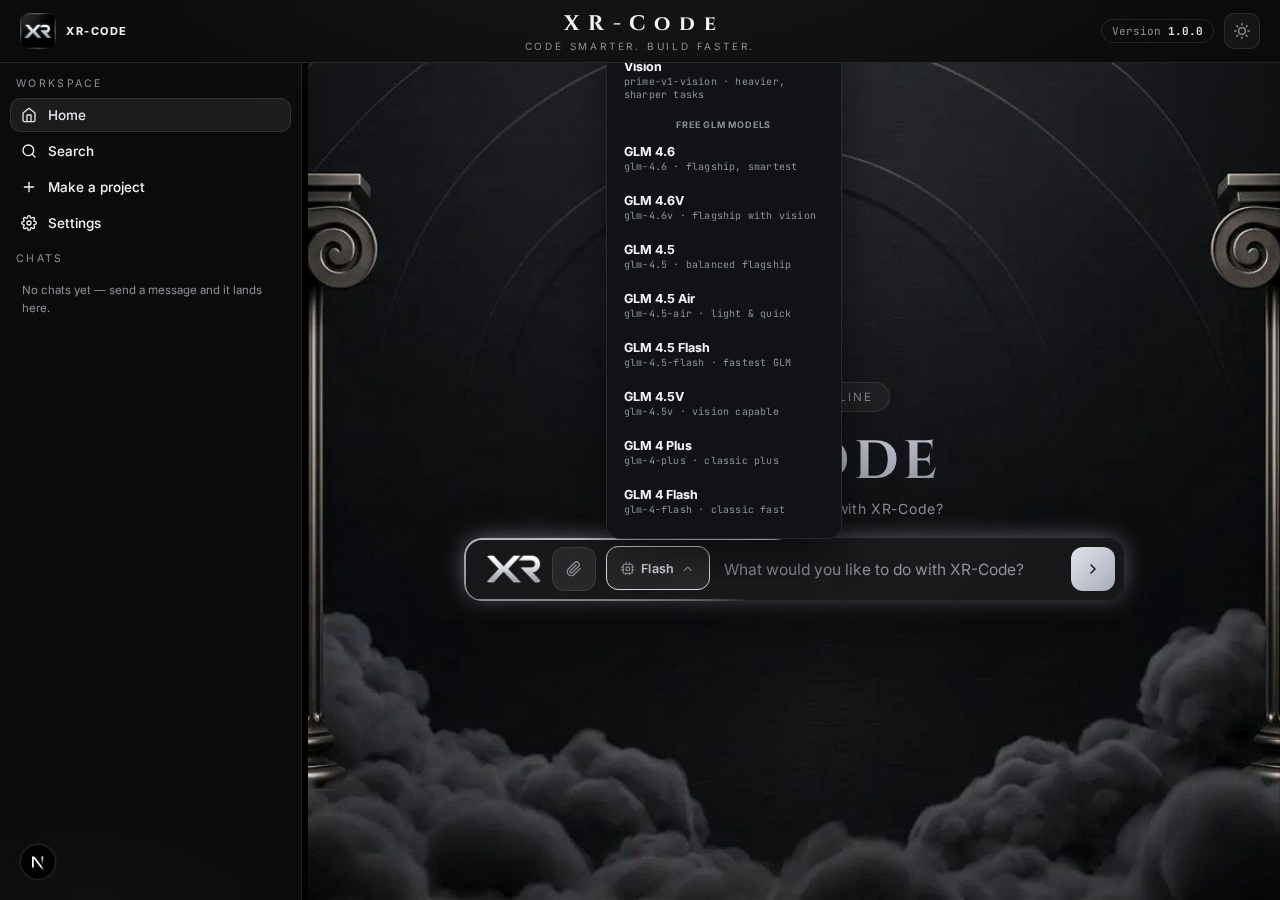 XR
XR-CODE
XR-CODE
CODE SMARTER. BUILD FASTER.
Version 1.0.0
WORKSPACE
Home
Search
Make a project
Settings
CHATS
No chats yet — send a message and it lands
here.
Vision
prime-v1-vision · heavier,
sharper tasks
FREE GLM MODELS
GLM 4.6
glm-4.6 · flagship, smartest
GLM 4.6V
glm-4.6v · flagship with vision
GLM 4.5
glm-4.5 · balanced flagship
GLM 4.5 Air
glm-4.5-air · light & quick
GLM 4.5 Flash
glm-4.5-flash · fastest GLM
GLM 4.5V
glm-4.5v · vision capable
GLM 4 Plus
glm-4-plus · classic plus
GLM 4 Flash
glm-4-flash · classic fast
LINE
ODE
with XR-Code?
XR
Flash
What would you like to do with XR-Code?
N